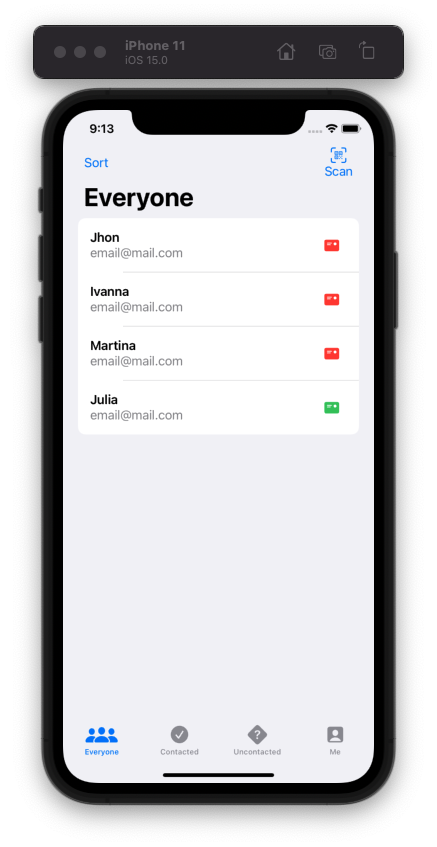 iPhone 11
iOS 15.0
9:13
Sort
Scan
Everyone
Jhon
email@mail.com
Ivanna
email@mail.com
Martina
email@mail.com
Julia
email@mail.com
Everyone
Contacted
Uncontacted
Me